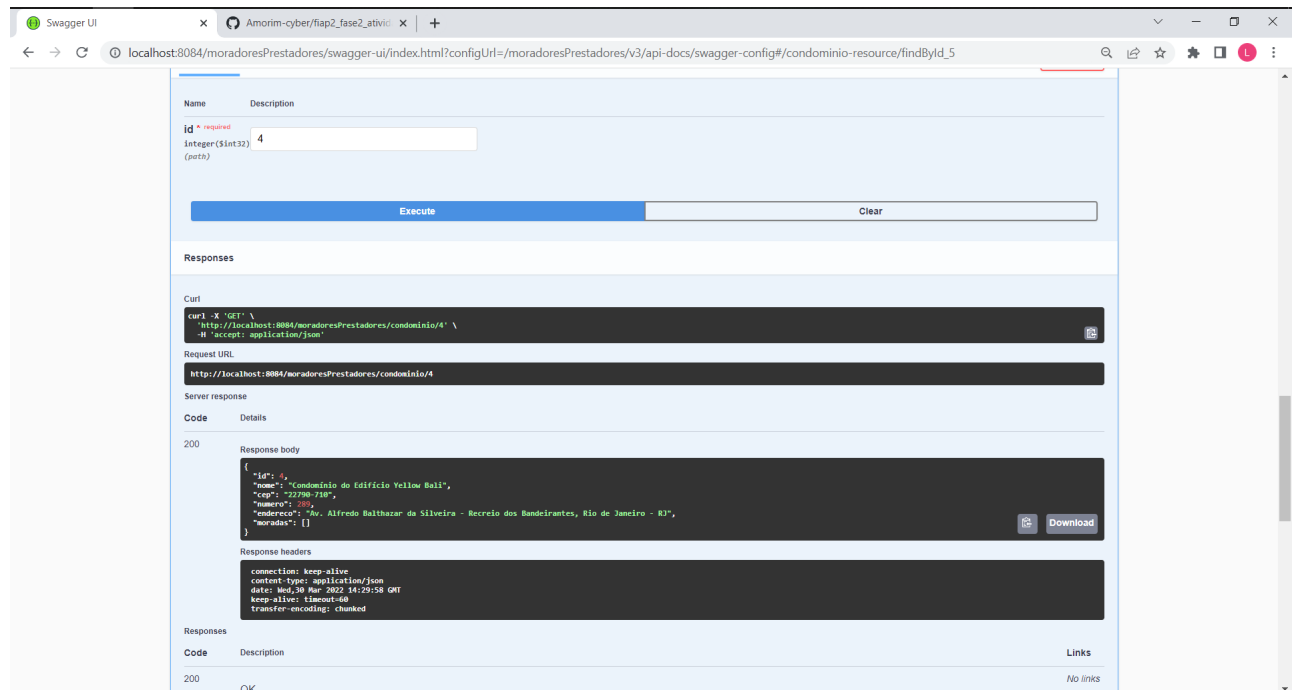 Swagger UI
Amorim-cyber/fiap2_fase2_ativid
localhost:8084/moradoresPrestadores/swagger-ui/index.html?configUrl=/moradoresPrestadores/v3/api-docs/swagger-config#/condominio-resource/findById_5
L
Name Description
id * required
integer($int32)
(path)
4
Execute Clear
Responses
Curl
curl -X 'GET' \
'http://localhost:8084/moradoresPrestadores/condominio/4' \
-H 'accept: application/json'
Request URL
http://localhost:8084/moradoresPrestadores/condominio/4
Server response
Code Details
200
Response body
{
"id": 4,
"nome": "Condomínio do Edifício Yellow Bali",
"cep": "22790-710",
"numero": 289,
"endereco": "Av. Alfredo Balthazar da Silveira - Recreio dos Bandeirantes, Rio de Janeiro - RJ",
"moradas": []
}
Download
Response headers
connection: keep-alive
content-type: application/json
date: Wed,30 Mar 2022 14:29:58 GMT
keep-alive: timeout=60
transfer-encoding: chunked
Responses
Code Description Links
200 No links
OK